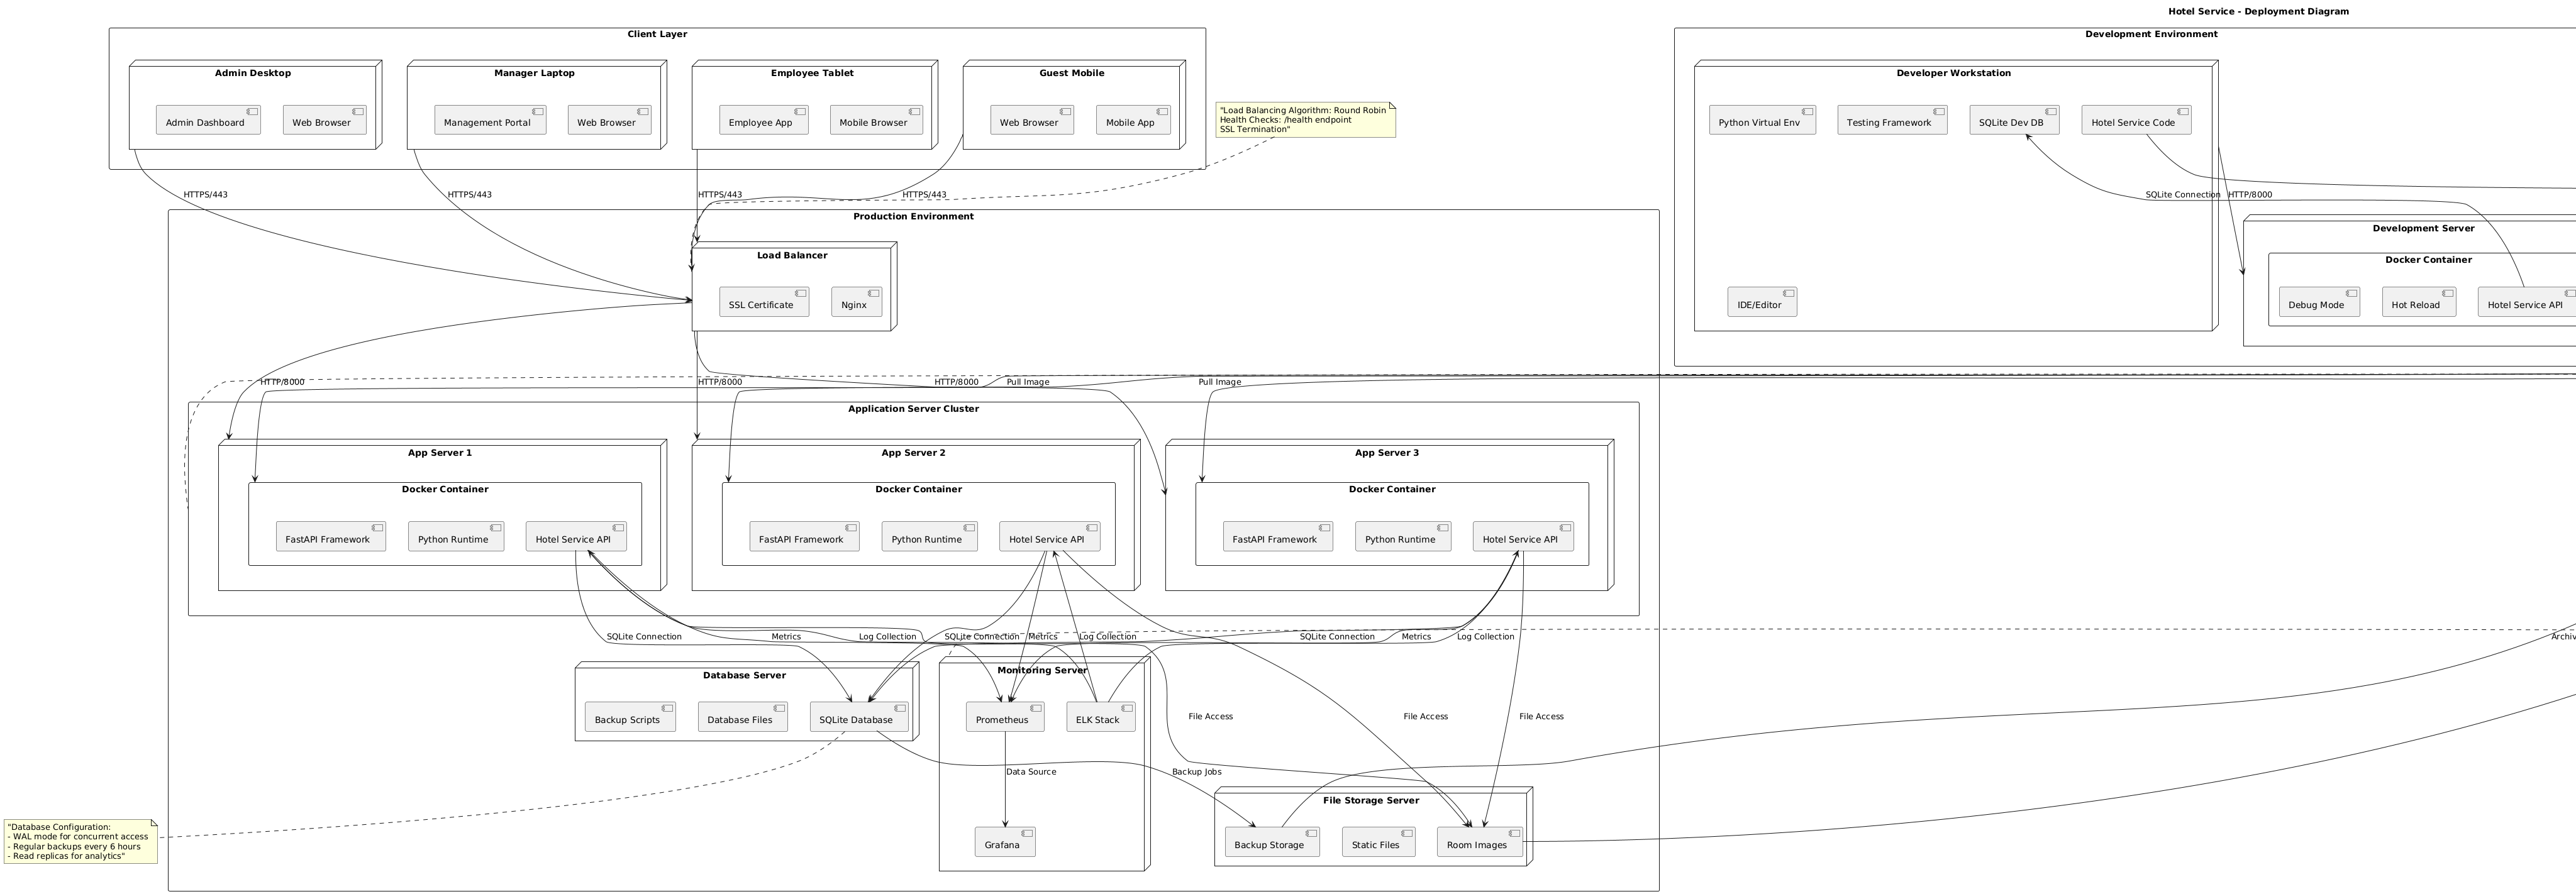 Hotel Service - Deployment Diagram
Client Layer
Admin Desktop
Admin Dashboard
Web Browser
Manager Laptop
Management Portal
Web Browser
Employee Tablet
Employee App
Mobile Browser
Guest Mobile
Web Browser
Mobile App
"Load Balancing Algorithm: Round Robin
Health Checks: /health endpoint
SSL Termination"
Development Environment
Developer Workstation
Python Virtual Env
Testing Framework
SQLite Dev DB
Hotel Service Code
IDE/Editor
SQLite Connection
HTTP/8000
Development Server
Docker Container
Debug Mode
Hot Reload
Hotel Service API
HTTPS/443
HTTPS/443
HTTPS/443
HTTPS/443
Production Environment
Load Balancer
SSL Certificate
Nginx
HTTP/8000
HTTP/8000
HTTP/8000
Pull Image
Pull Image
Application Server Cluster
App Server 1
Docker Container
FastAPI Framework
Python Runtime
Hotel Service API
App Server 2
Docker Container
FastAPI Framework
Python Runtime
Hotel Service API
App Server 3
Docker Container
FastAPI Framework
Python Runtime
Hotel Service API
SQLite Connection
Metrics
Log Collection
SQLite Connection
Metrics
Log Collection
SQLite Connection
Metrics
Log Collection
Archiv
Database Server
Backup Scripts
Database Files
SQLite Database
Monitoring Server
Prometheus
ELK Stack
Data Source
Grafana
File Access
File Access
File Access
Backup Jobs
File Storage Server
Backup Storage
Static Files
Room Images
"Database Configuration:
- WAL mode for concurrent access
- Regular backups every 6 hours
- Read replicas for analytics"